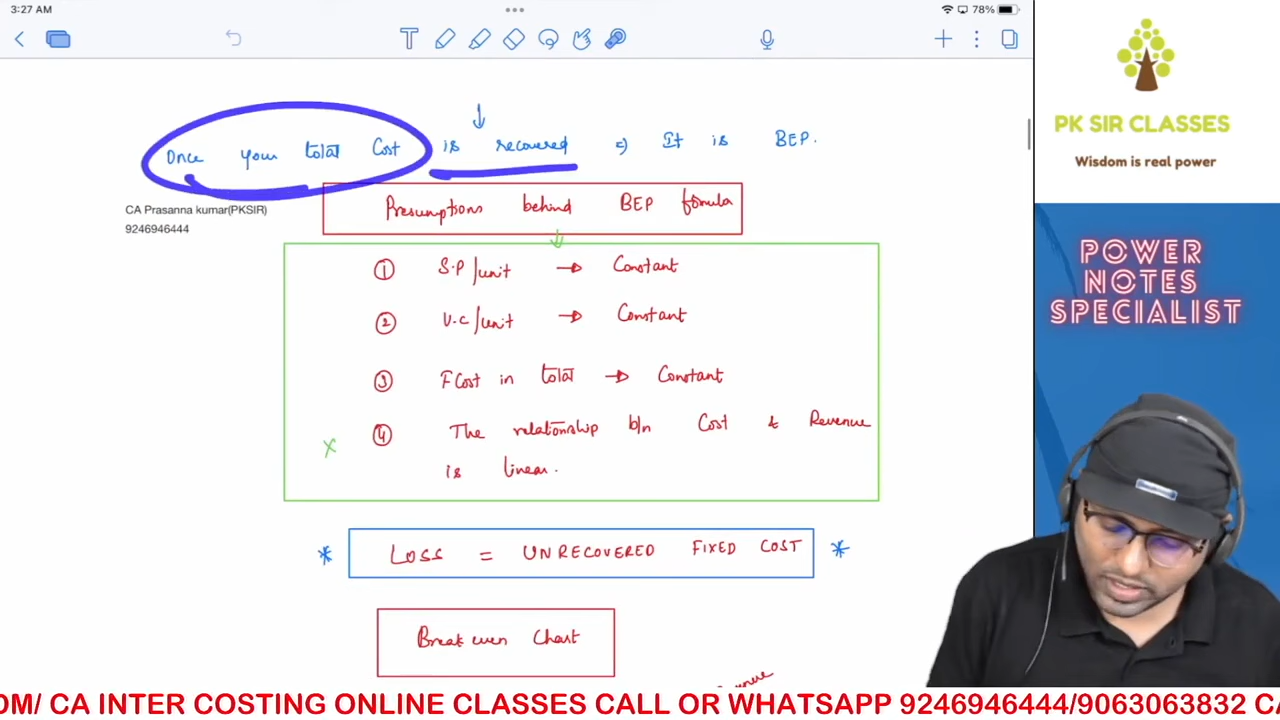 3:27 AM
78%
T
PK SIR CLASSES
Wisdom is real power
Once your total Cost is recovered ⇒ It is BEP.
CA Prasanna kumar(PKSIR)
9246946444
Presumptions behind BEP formula
① S.P/unit → Constant
② V.C/unit → Constant
③ FCost in total → Constant
④ The relationship b/n Cost & Revenue
is linear.
* LOSS = UNRECOVERED FIXED COST *
Break even Chart
POWER
NOTES
SPECIALIST
OM/ CA INTER COSTING ONLINE CLASSES CALL OR WHATSAPP 9246946444/9063063832 CA